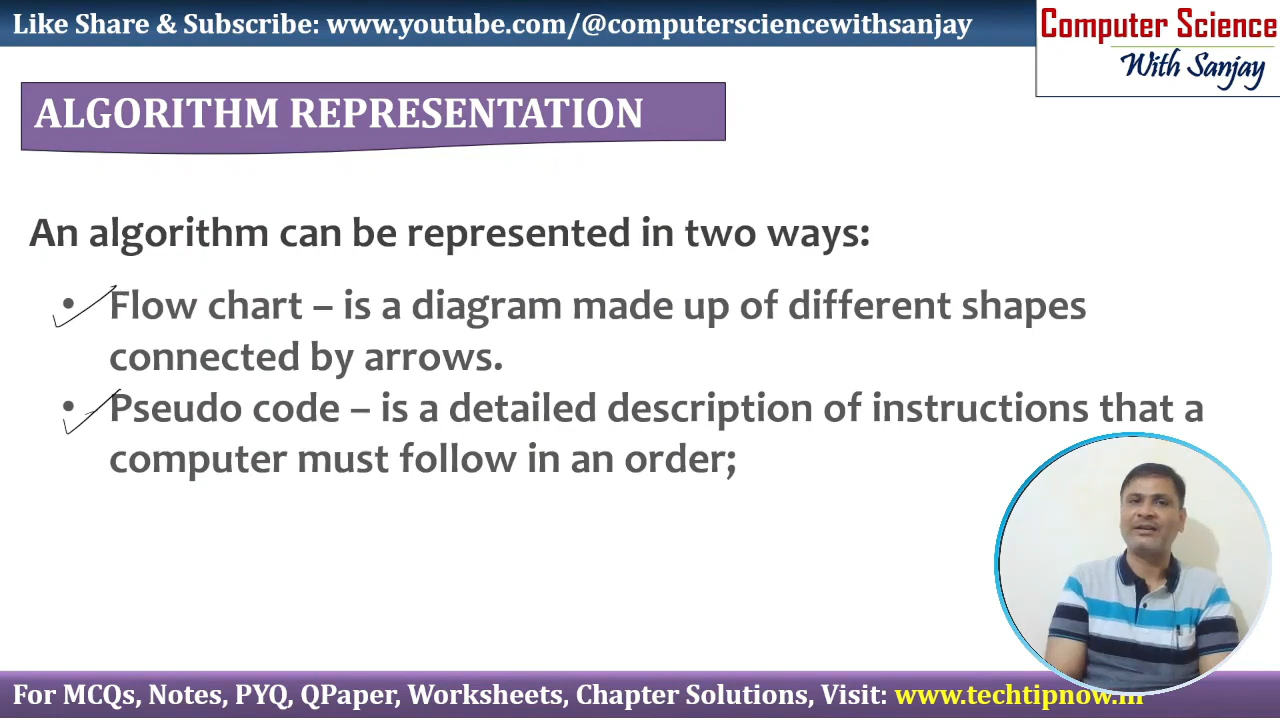 Like Share & Subscribe: www.youtube.com/@computersciencewithsanjay
Computer Science
With Sanjay
ALGORITHM REPRESENTATION
An algorithm can be represented in two ways:
• Flow chart – is a diagram made up of different shapes
connected by arrows.
• Pseudo code – is a detailed description of instructions that a
computer must follow in an order;
For MCQs, Notes, PYQ, QPaper, Worksheets, Chapter Solutions, Visit: www.techtipnow.in